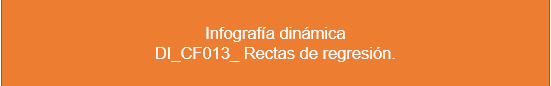 Infografía dinámica
DI_CF013_ Rectas de regresión.